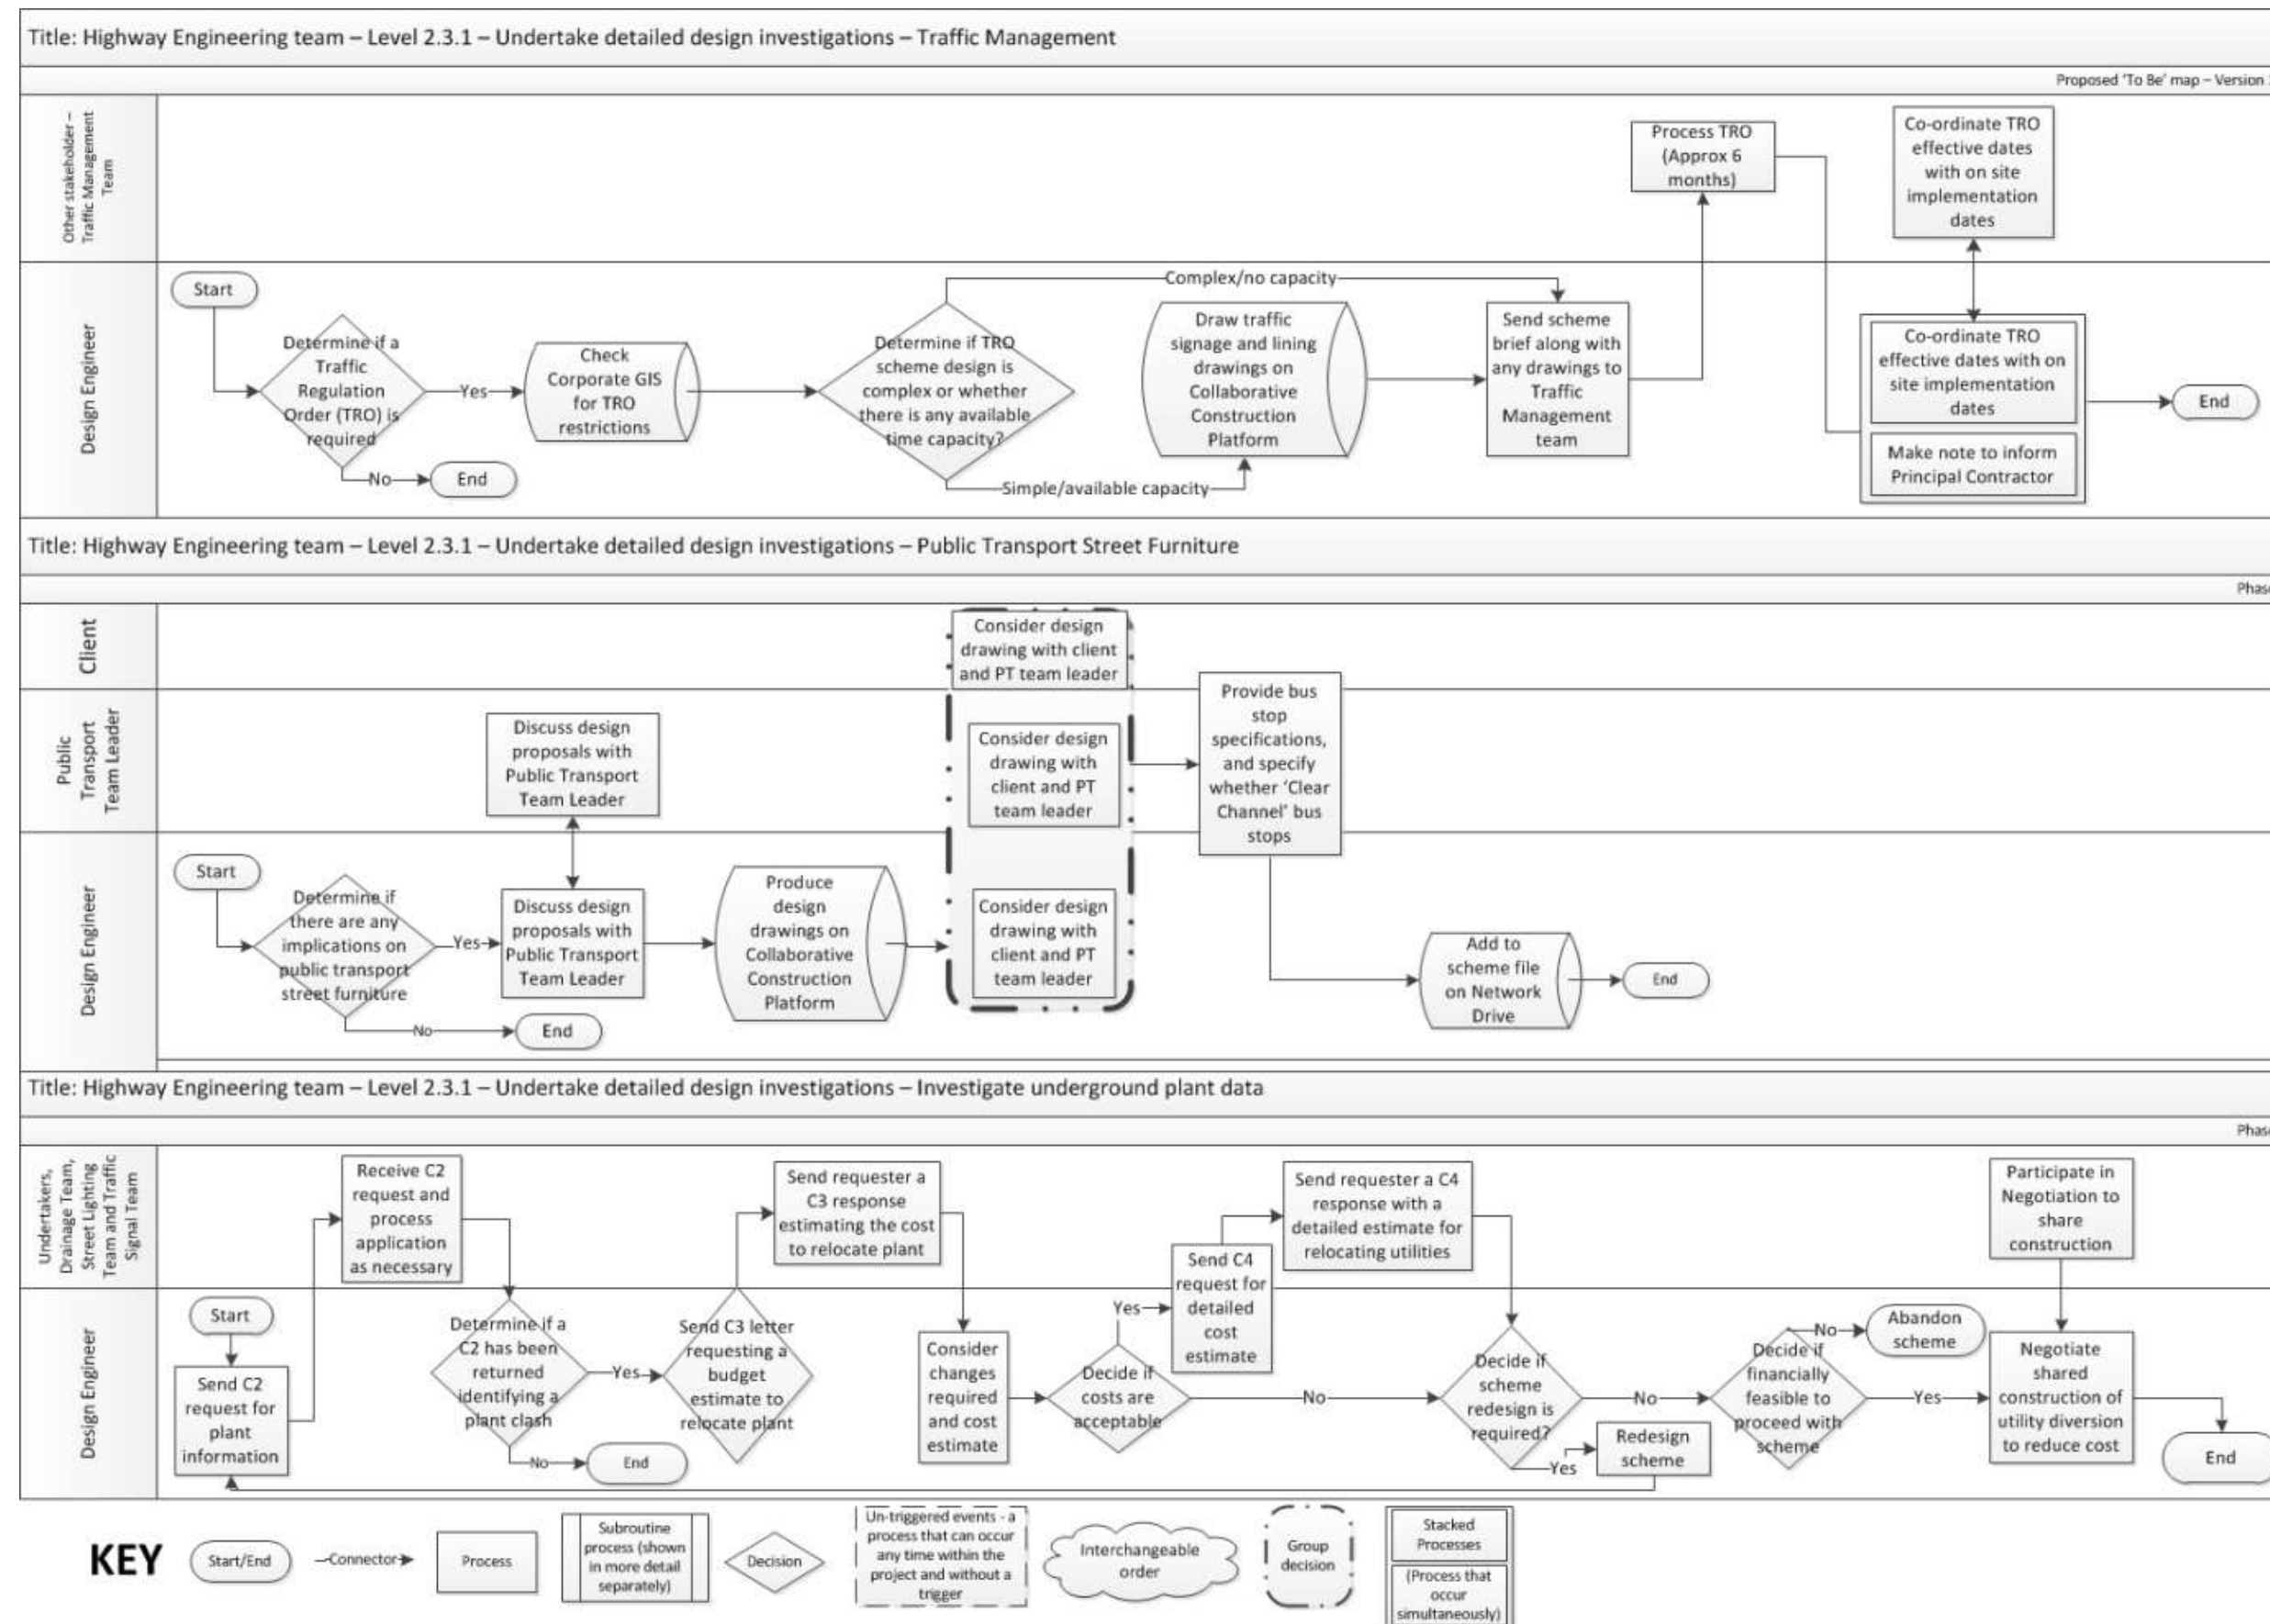 Title: Highway Engineering team – Level 2.3.1 – Undertake detailed design investigations – Traffic Management
Proposed 'To Be' map – Version
Other stakeholder –
Traffic Management
Team
Process TRO
(Approx 6
months)
Co-ordinate TRO
effective dates
with on site
implementation
dates
Design Engineer
Start
Determine if a
Traffic
Regulation
Order (TRO) is
required
Yes
No
End
Check
Corporate GIS
for TRO
restrictions
Determine if TRO
scheme design is
complex or whether
there is any available
time capacity?
Complex/no capacity
Simple/available capacity
Draw traffic
signage and lining
drawings on
Collaborative
Construction
Platform
Send scheme
brief along with
any drawings to
Traffic
Management
team
Co-ordinate TRO
effective dates with on
site implementation
dates
Make note to inform
Principal Contractor
End
Title: Highway Engineering team – Level 2.3.1 – Undertake detailed design investigations – Public Transport Street Furniture
Phase
Client
Consider design
drawing with client
and PT team leader
Public
Transport
Team Leader
Discuss design
proposals with
Public Transport
Team Leader
Consider design
drawing with
client and PT
team leader
Provide bus
stop
specifications,
and specify
whether 'Clear
Channel' bus
stops
Design Engineer
Start
Determine if
there are any
implications on
public transport
street furniture
Yes
No
End
Discuss design
proposals with
Public Transport
Team Leader
Produce
design
drawings on
Collaborative
Construction
Platform
Consider design
drawing with
client and PT
team leader
Add to
scheme file
on Network
Drive
End
Title: Highway Engineering team – Level 2.3.1 – Undertake detailed design investigations – Investigate underground plant data
Phase
Undertakers,
Drainage Team,
Street Lighting
Team and Traffic
Signal Team
Receive C2
request and
process
application
as necessary
Send requester a
C3 response
estimating the cost
to relocate plant
Send C4
request for
detailed
cost
estimate
Send requester a C4
response with a
detailed estimate for
relocating utilities
Participate in
Negotiation to
share
construction
Design Engineer
Start
Send C2
request for
plant
information
Determine if a
C2 has been
returned
identifying a
plant clash
Yes
No
End
Send C3 letter
requesting a
budget
estimate to
relocate plant
Consider
changes
required
and cost
estimate
Decide if
costs are
acceptable
Yes
No
Decide if
scheme
redesign is
required?
No
Yes
Redesign
scheme
Decide if
financially
feasible to
proceed with
scheme
No
Abandon
scheme
Yes
Negotiate
shared
construction of
utility diversion
to reduce cost
End
KEY
Start/End
Connector
Process
Subroutine
process (shown
in more detail
separately)
Decision
Un-triggered events - a
process that can occur
any time within the
project and without a
trigger
Interchangeable
order
Group
decision
Stacked
Processes
(Process that
occur
simultaneously)